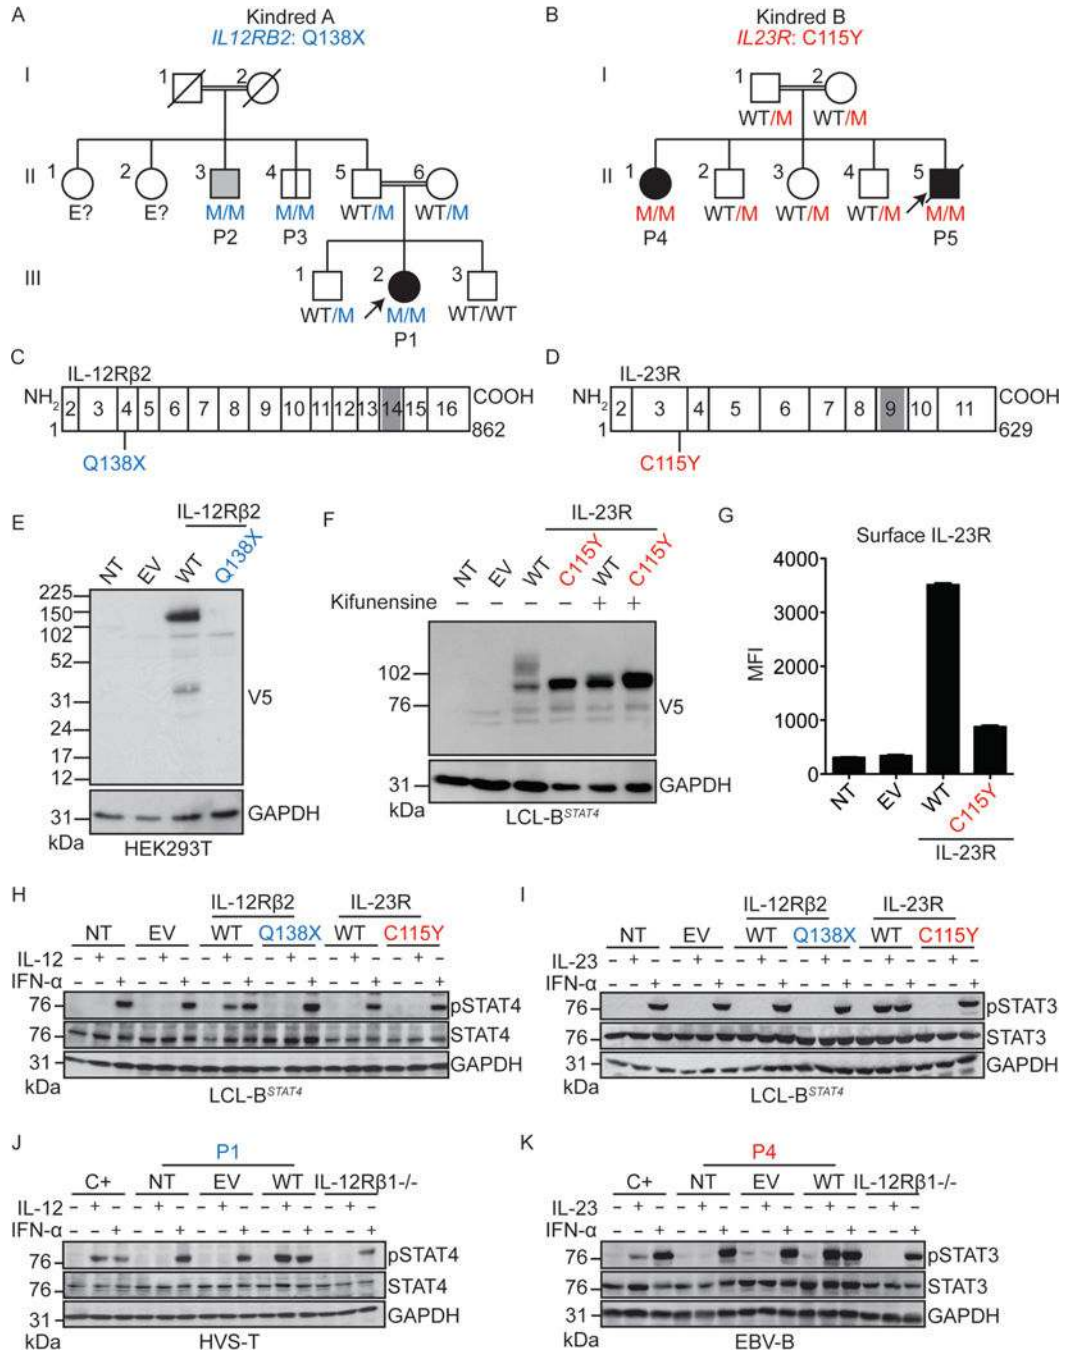 A
Kindred A
IL12RB2: Q138X
I
1 2
II
1 2 3 4 5 6
E? E? M/M M/M WT/M WT/M
P2 P3
III
1 2 3
WT/M M/M WT/WT
P1
B
Kindred B
IL23R: C115Y
I
1 2
WT/M WT/M
II
1 2 3 4 5
M/M WT/M WT/M WT/M M/M
P4 P5
C
IL-12Rβ2
NH2 2 3 4 5 6 7 8 9 10 11 12 13 14 15 16 COOH
1 862
Q138X
D
IL-23R
NH2 2 3 4 5 6 7 8 9 10 11 COOH
1 629
C115Y
E
IL-12Rβ2
NT EV WT Q138X
225
150
102
52
31
24
17
12
V5
31
GAPDH
kDa
HEK293T
F
IL-23R
NT EV WT C115Y WT C115Y
Kifunensine − − − − + +
102
76
V5
31
GAPDH
kDa
LCL-BSTAT4
G
Surface IL-23R
4000
3000
2000
1000
0
MFI
NT EV WT C115Y
IL-23R
H
IL-12Rβ2 IL-23R
NT EV WT Q138X WT C115Y
IL-12 − + − − + − − + − − + − − + − − + −
IFN-α − − + − − + − − + − − + − − + − − +
76 pSTAT4
76 STAT4
31 GAPDH
kDa
LCL-BSTAT4
I
IL-12Rβ2 IL-23R
NT EV WT Q138X WT C115Y
IL-23 − + − − + − − + − − + − − + − − + −
IFN-α − − + − − + − − + − − + − − + − − +
76 pSTAT3
76 STAT3
31 GAPDH
kDa
LCL-BSTAT4
J
P1
C+ NT EV WT IL-12Rβ1-/-
IL-12 − + − − + − − + − − + − − + −
IFN-α − − + − − + − − + − − + − − +
76 pSTAT4
76 STAT4
31 GAPDH
kDa
HVS-T
K
P4
C+ NT EV WT IL-12Rβ1-/-
IL-23 − + − − + − − + − − + − − + −
IFN-α − − + − − + − − + − − + − − +
76 pSTAT3
76 STAT3
31 GAPDH
kDa
EBV-B